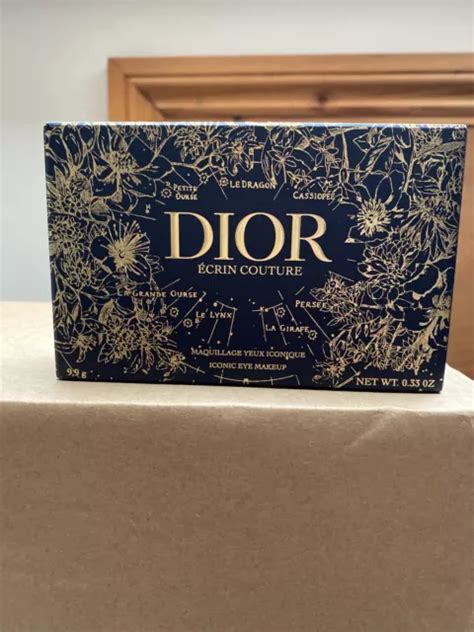 PETITE OURSE
LE DRAGON
CASSIOPÉE
DIOR
ÉCRIN COUTURE
GRANDE OURSE
LE LYNX
PERSÉE
LA GIRAFE
MAQUILLAGE YEUX ICONIQUE
ICONIC EYE MAKEUP
9.9 g
NET WT. 0.33 OZ